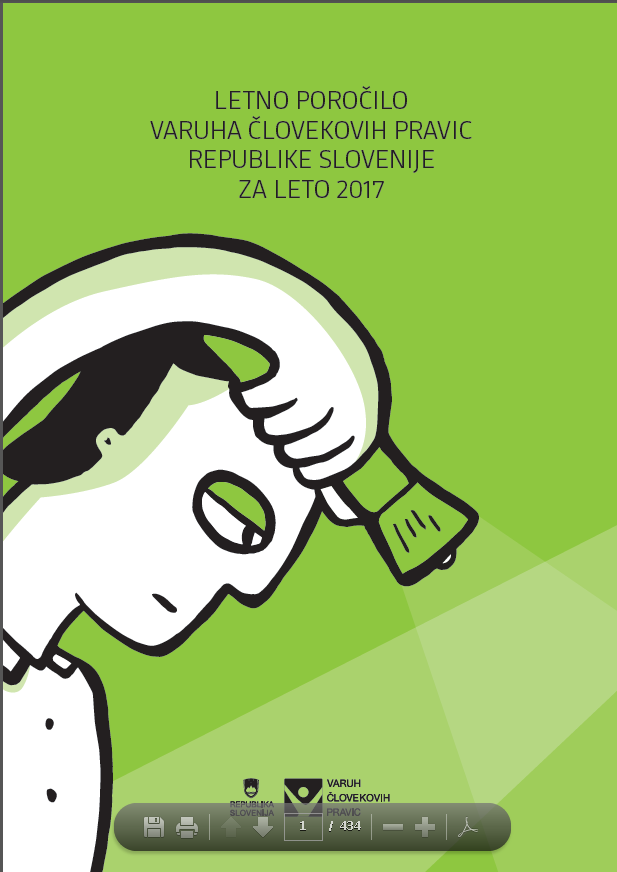 LETNO POROČILO
VARUHA ČLOVEKOVIH PRAVIC
REPUBLIKE SLOVENIJE
ZA LETO 2017
REPUBLIKA
SLOVENIJA
VARUH
ČLOVEKOVIH
PRAVIC
1 / 434